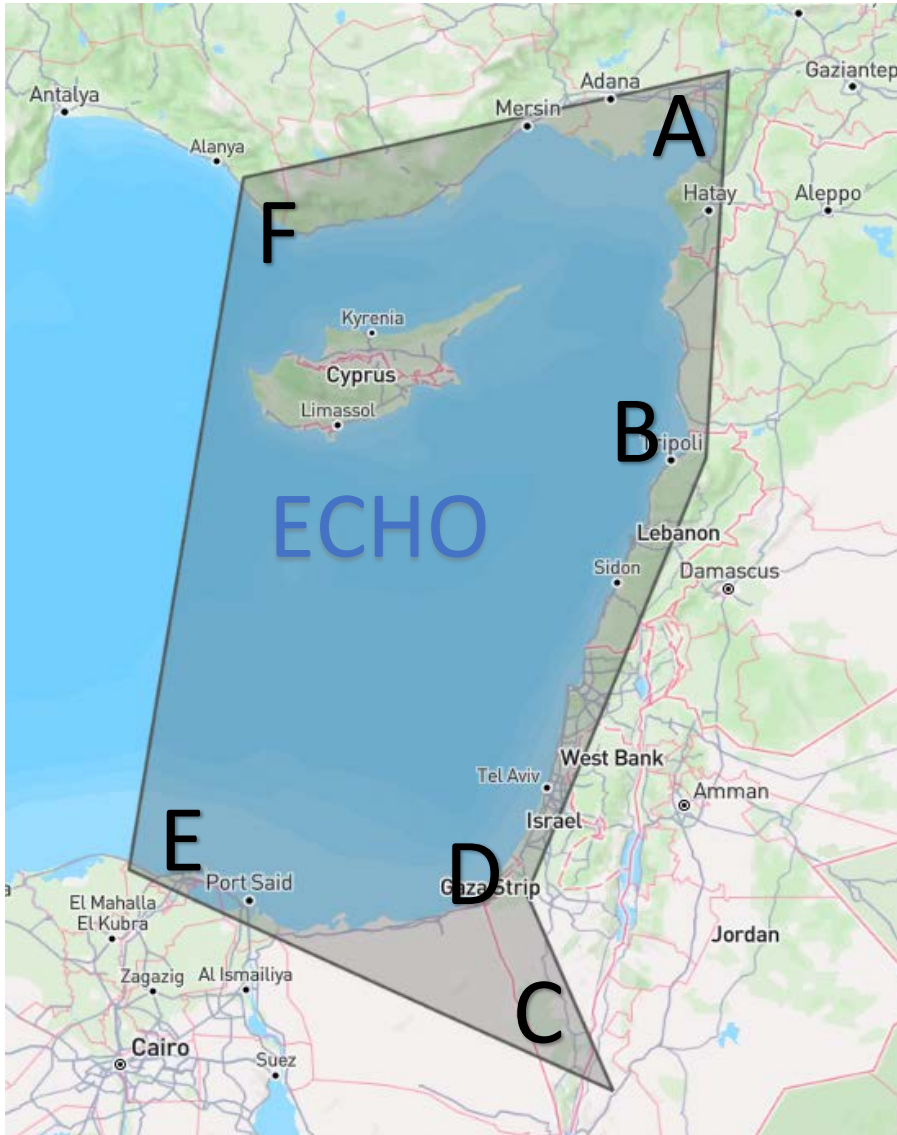 Gaziantep
Adana
Antalya
Mersin
A
Alanya
Hatay
Aleppo
F
Kyrenia
Cyprus
Limassol
B
Tripoli
ECHO
Lebanon
Sidon
Damascus
West Bank
Tel Aviv
Amman
Israel
E
D
Port Said
Gaza Strip
El Mahalla
El Kubra
Jordan
Zagazig
Al Ismailiya
C
Cairo
Suez